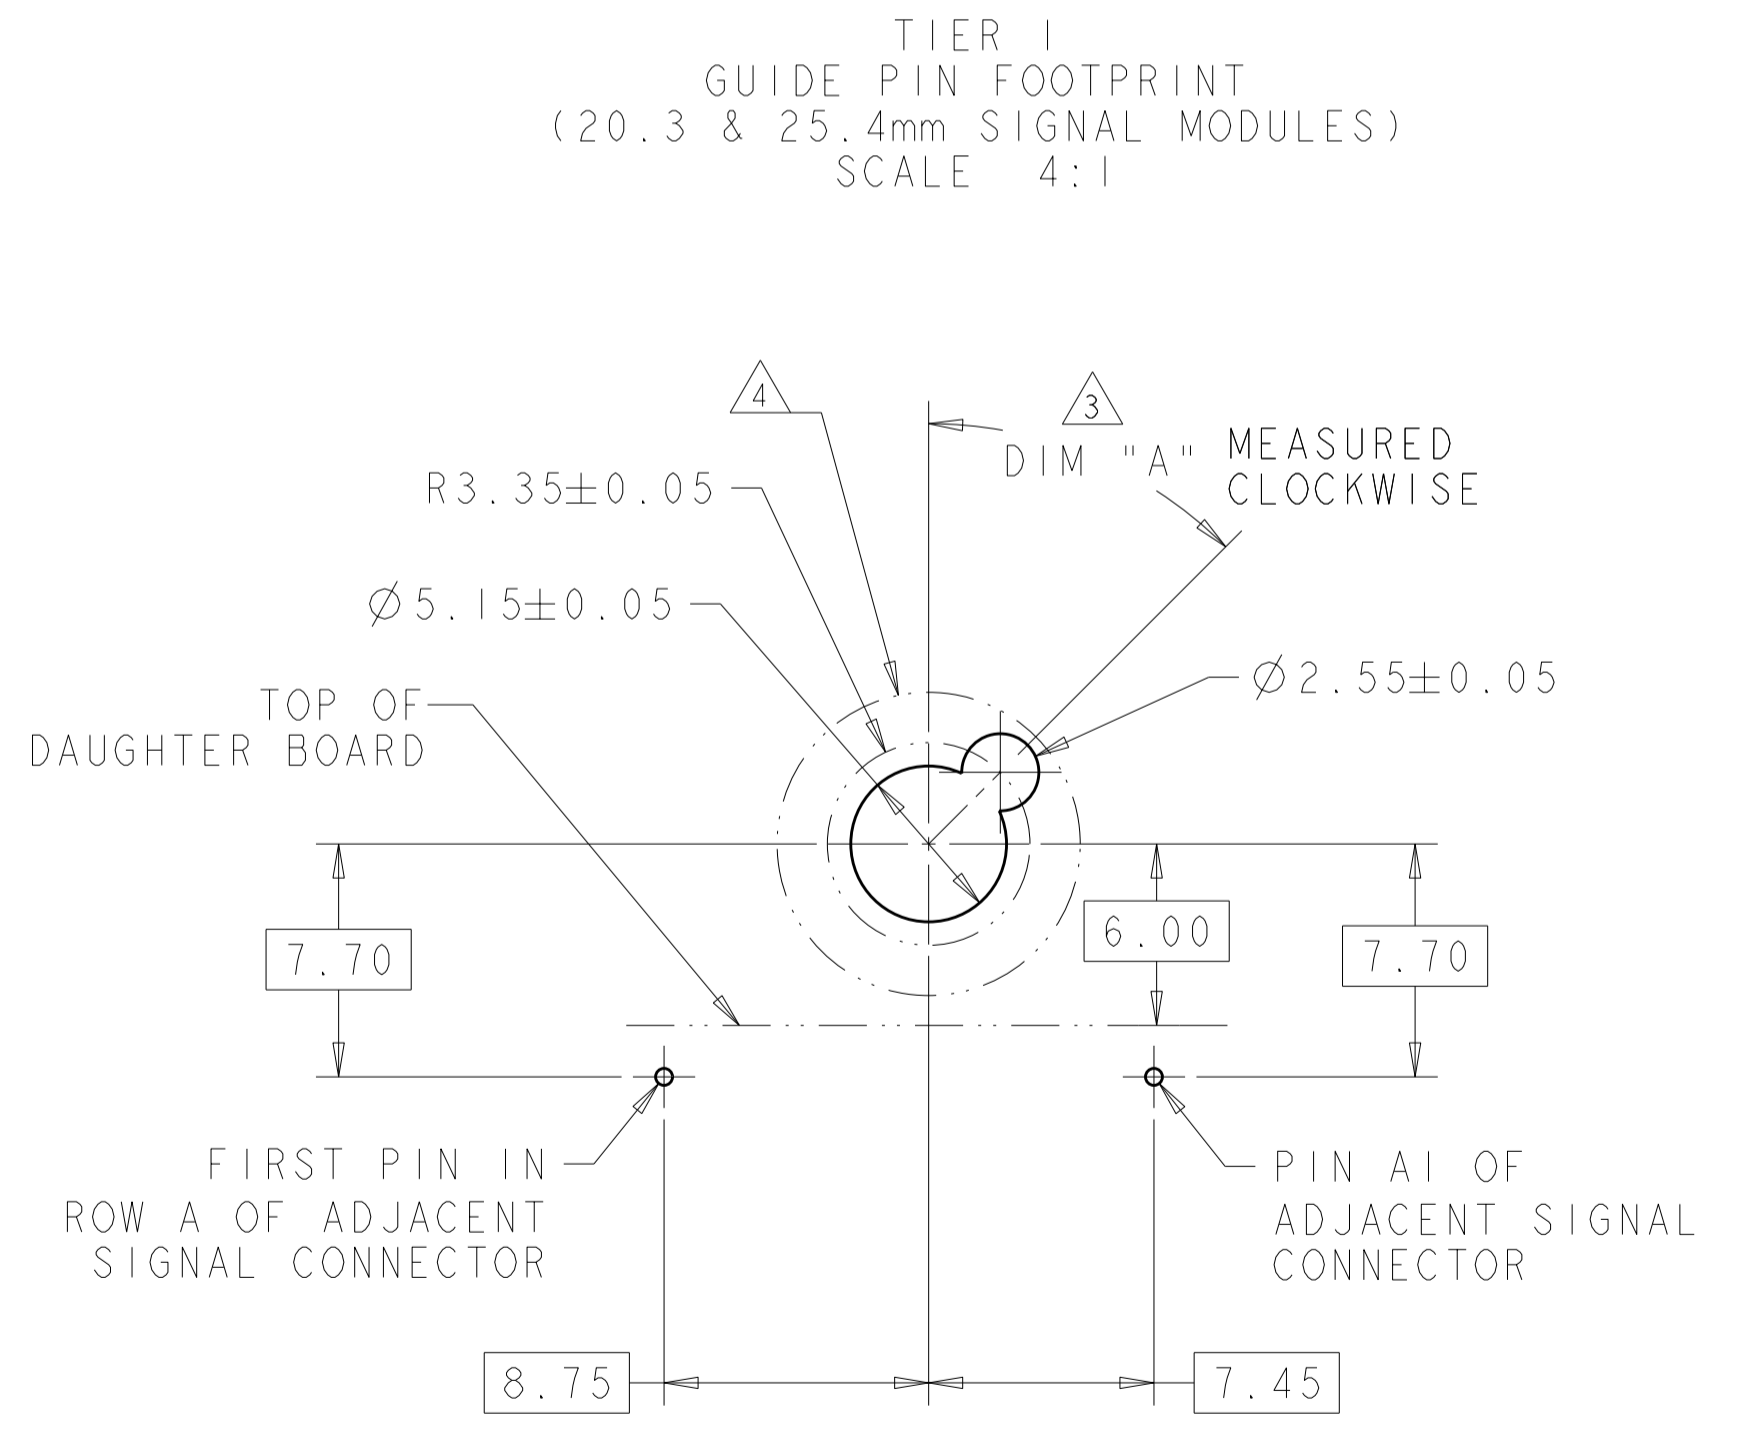 TIER 1
GUIDE PIN FOOTPRINT
(20.3 & 25.4mm SIGNAL MODULES)
SCALE 4:1
4
3
DIM "A" MEASURED
CLOCKWISE
R3.35±0.05
Ø5.15±0.05
Ø2.55±0.05
TOP OF
DAUGHTER BOARD
7.70
6.00
7.70
FIRST PIN IN
ROW A OF ADJACENT
SIGNAL CONNECTOR
PIN A1 OF
ADJACENT SIGNAL
CONNECTOR
8.75
7.45